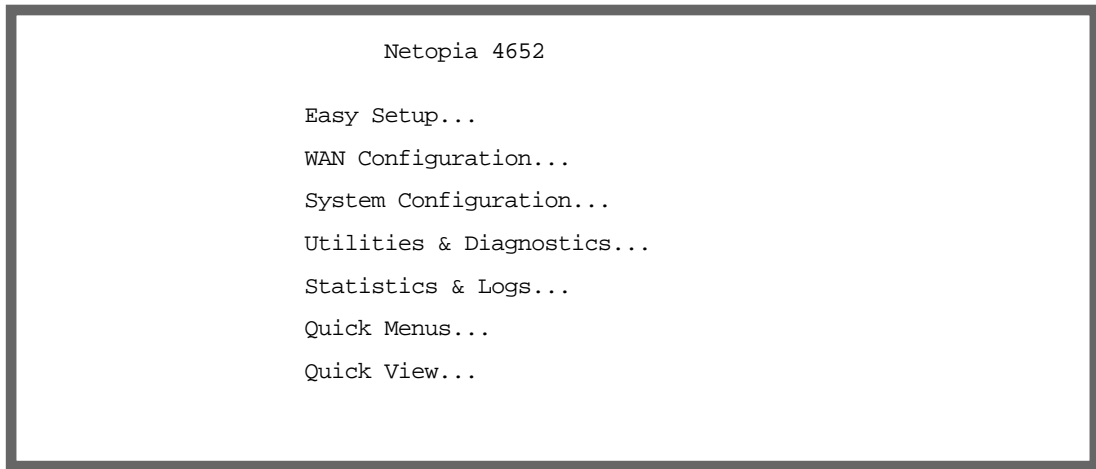 Netopia 4652
Easy Setup...
WAN Configuration...
System Configuration...
Utilities & Diagnostics...
Statistics & Logs...
Quick Menus...
Quick View...